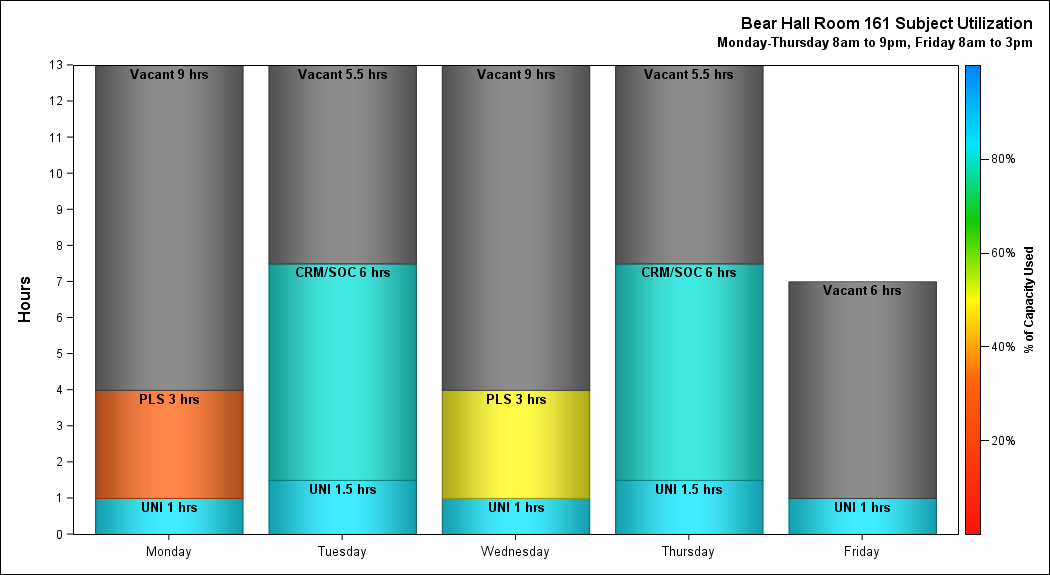 Bear Hall Room 161 Subject Utilization
Monday-Thursday 8am to 9pm, Friday 8am to 3pm
Hours
13
12
11
10
9
8
7
6
5
4
3
2
1
0
Vacant 9 hrs
PLS 3 hrs
UNI 1 hrs
Vacant 5.5 hrs
CRM/SOC 6 hrs
UNI 1.5 hrs
Vacant 9 hrs
PLS 3 hrs
UNI 1 hrs
Vacant 5.5 hrs
CRM/SOC 6 hrs
UNI 1.5 hrs
Vacant 6 hrs
UNI 1 hrs
Monday
Tuesday
Wednesday
Thursday
Friday
80%
60%
40%
20%
% of Capacity Used